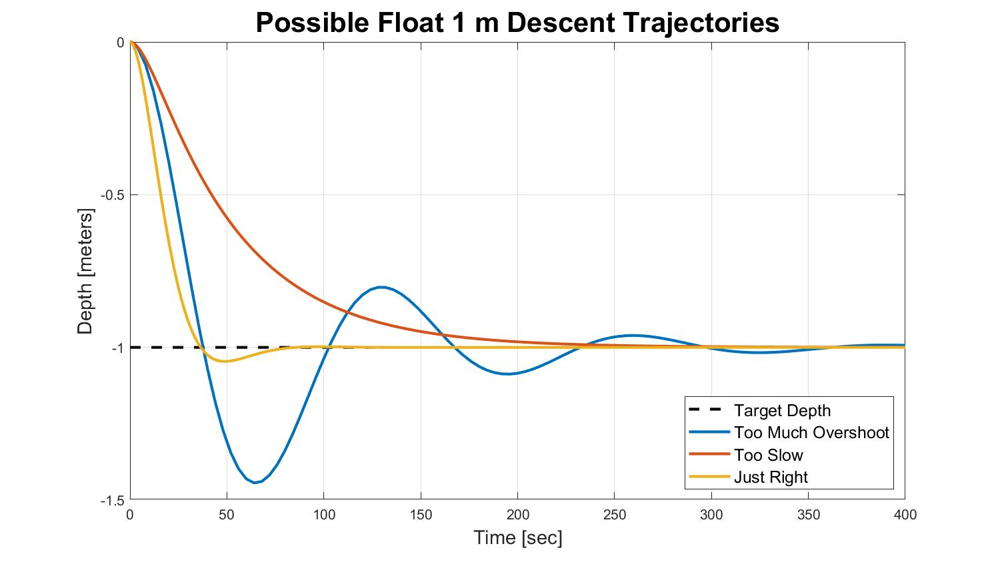 Possible Float 1 m Descent Trajectories
0
-0.5
-1
-1.5
Depth [meters]
0 50 100 150 200 250 300 350 400
Time [sec]
Target Depth
Too Much Overshoot
Too Slow
Just Right